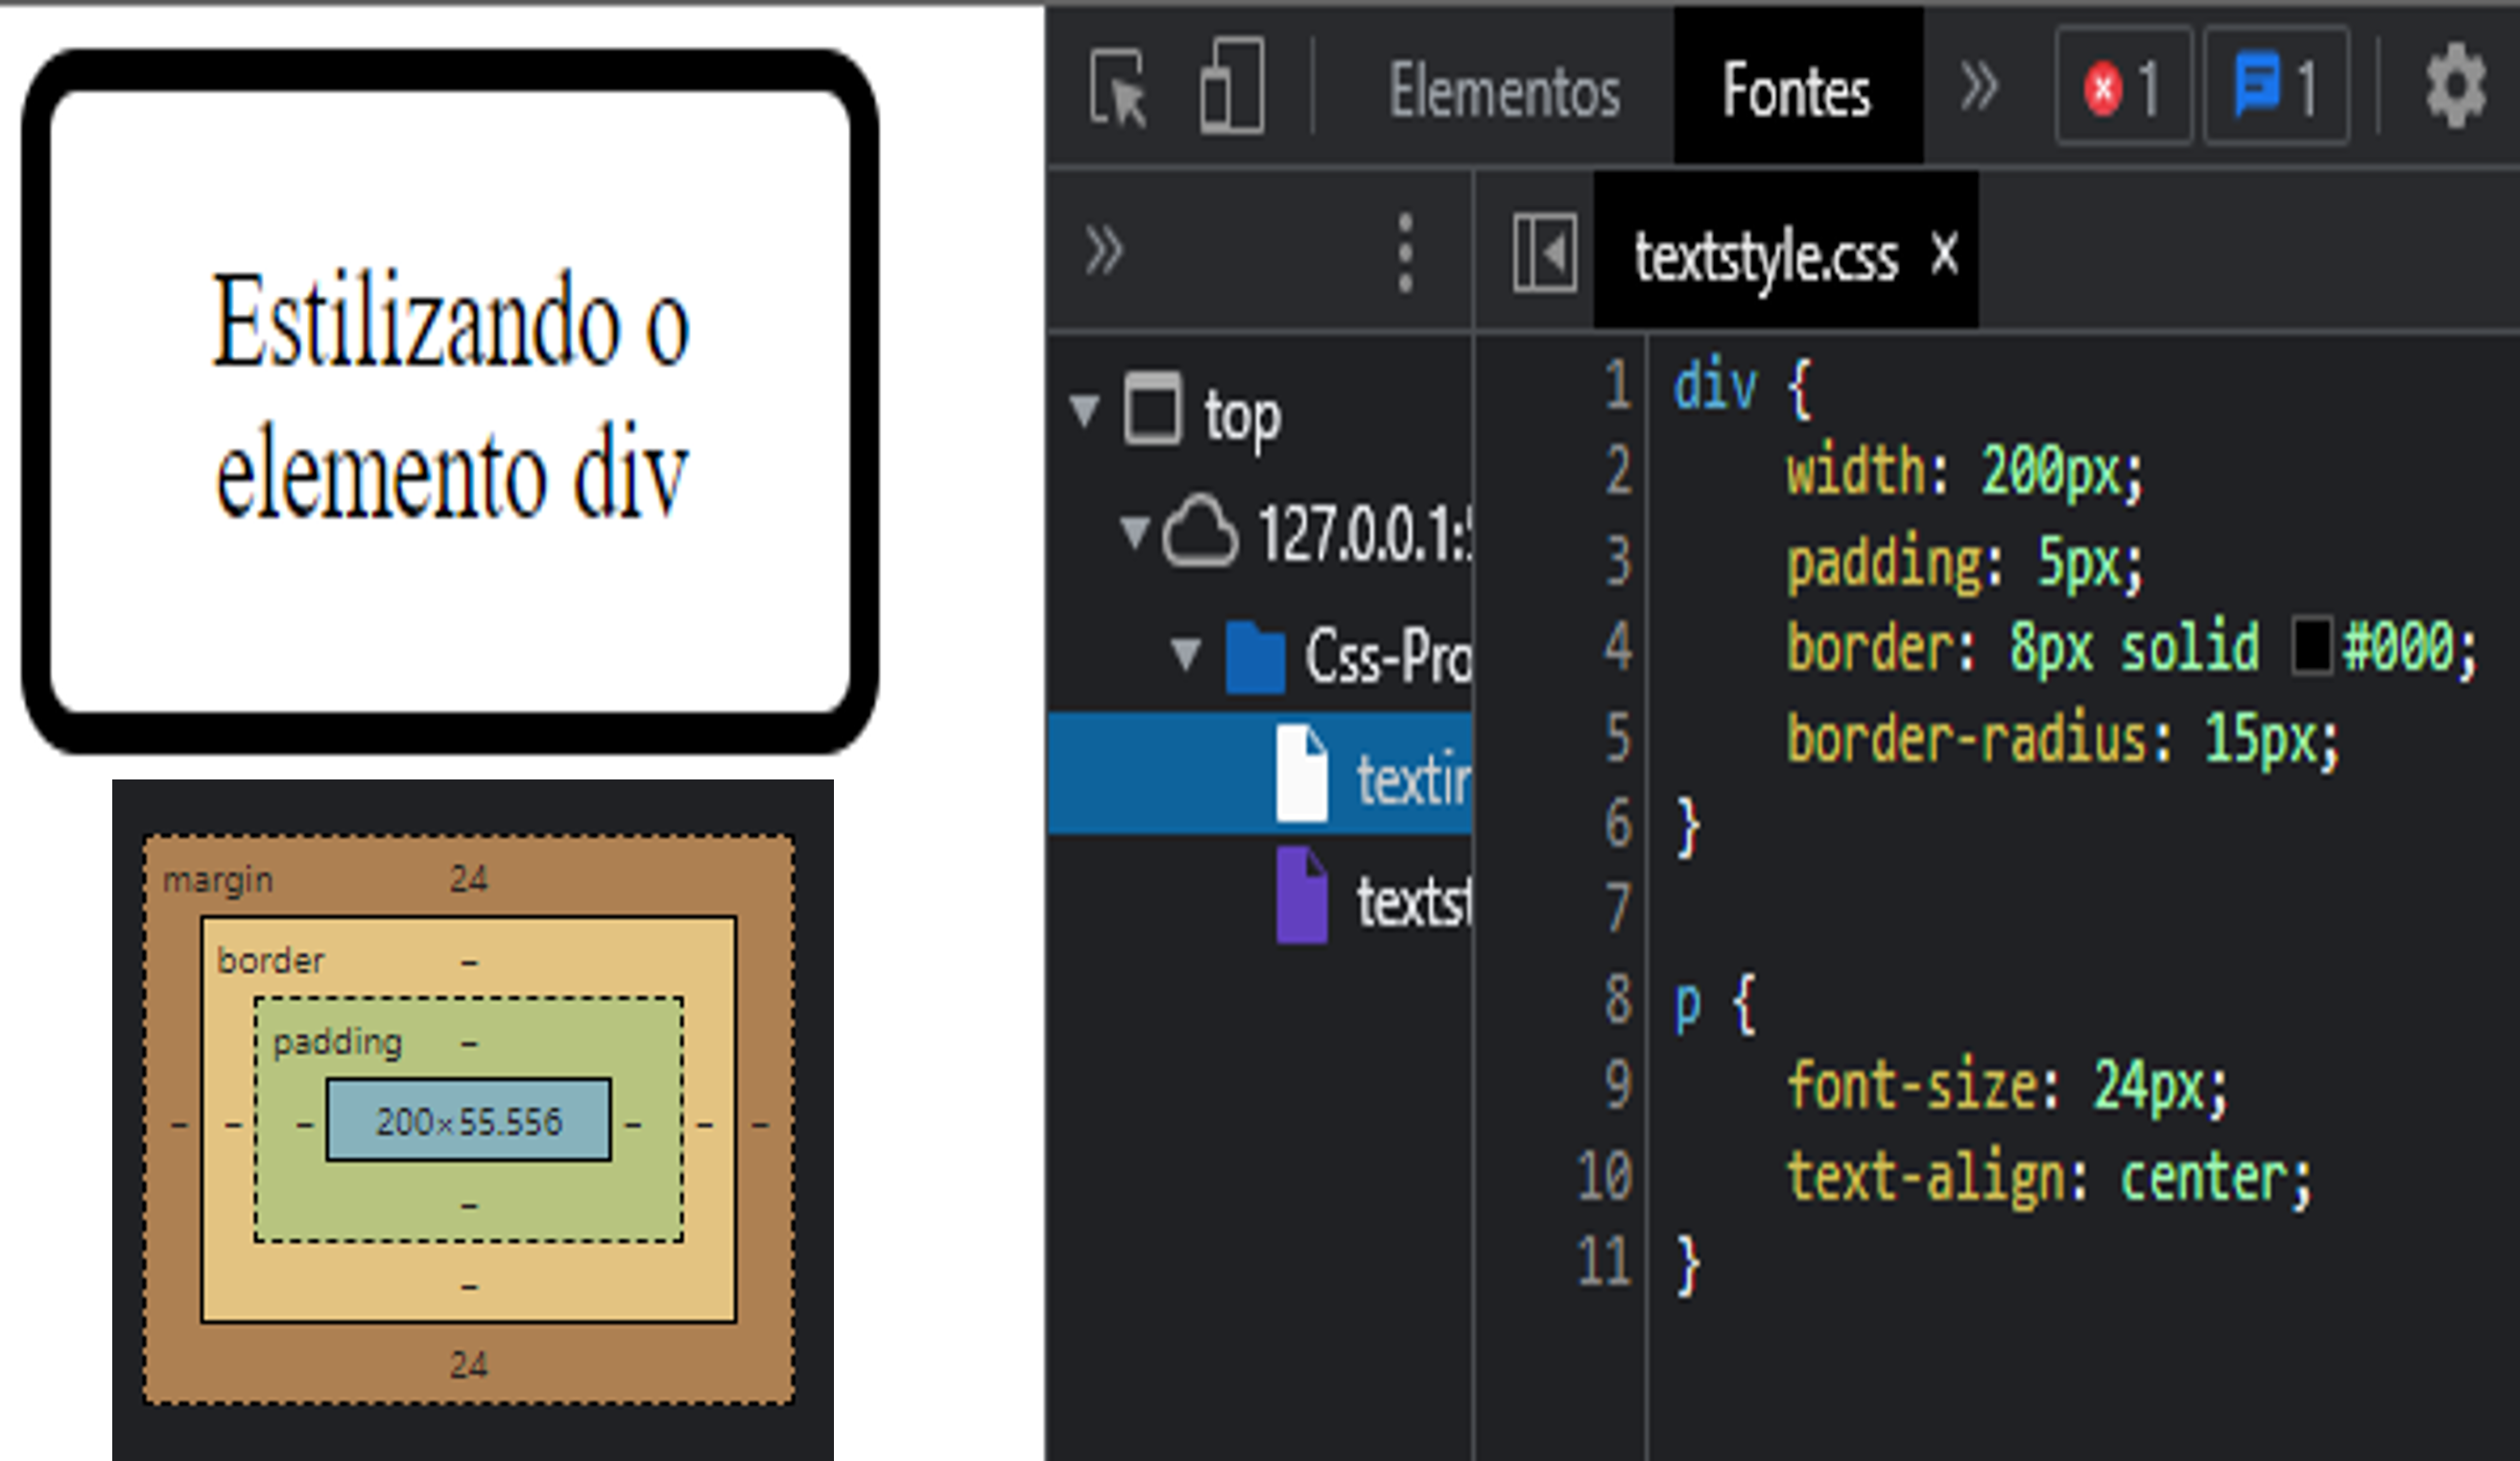 Estilizando o
elemento div
margin 24
border –
padding –
– – – 200×55.556 – – –
–
–
24
Elementos Fontes » 1 1
» textstyle.css ×
top
127.0.0.1:
Css-Pro
textin
textst
1 div {
2 width: 200px;
3 padding: 5px;
4 border: 8px solid #000;
5 border-radius: 15px;
6 }
7
8 p {
9 font-size: 24px;
10 text-align: center;
11 }